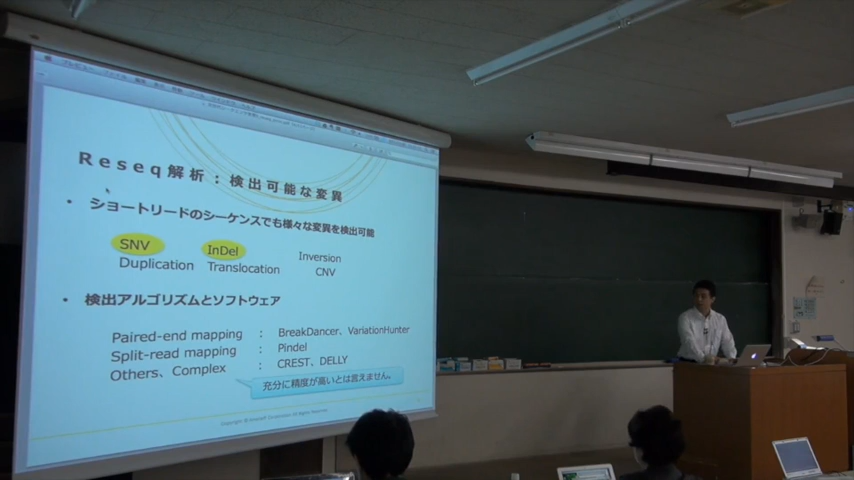 Reseq解析：検出可能な変異
• ショートリードのシーケンスでも様々な変異を検出可能
SNV InDel Inversion
Duplication Translocation CNV
• 検出アルゴリズムとソフトウェア
Paired-end mapping : BreakDancer、VariationHunter
Split-read mapping : Pindel
Others、Complex : CREST、DELLY
充分に精度が高いとは言えません。